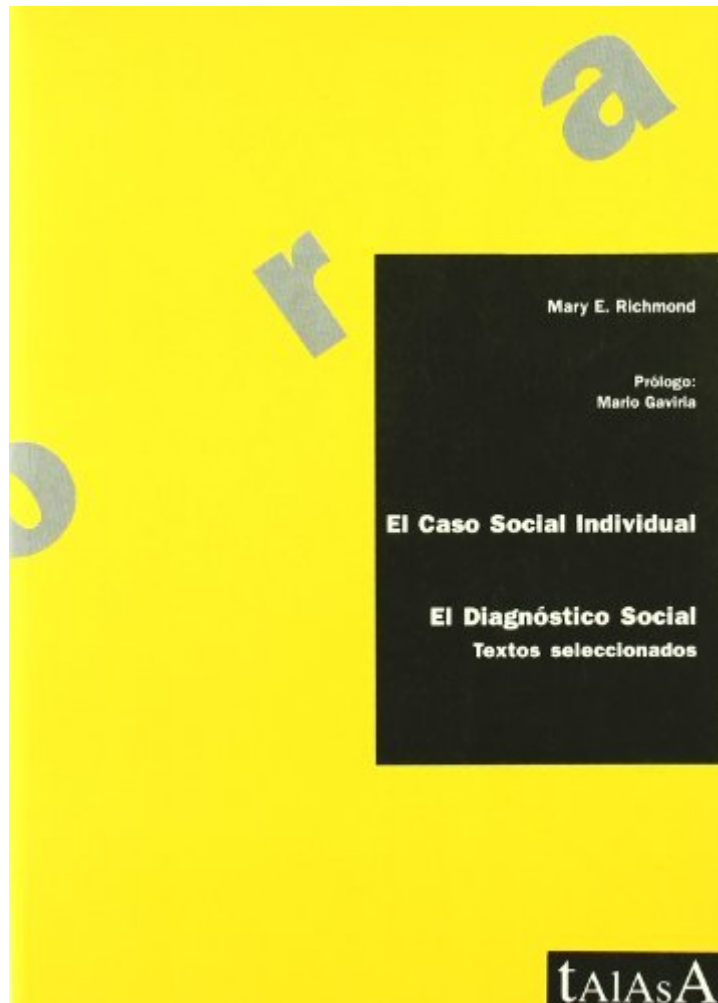 a
r
o
Mary E. Richmond
Prólogo:
Mario Gaviria
El Caso Social Individual
El Diagnóstico Social
Textos seleccionados
tAlAsA